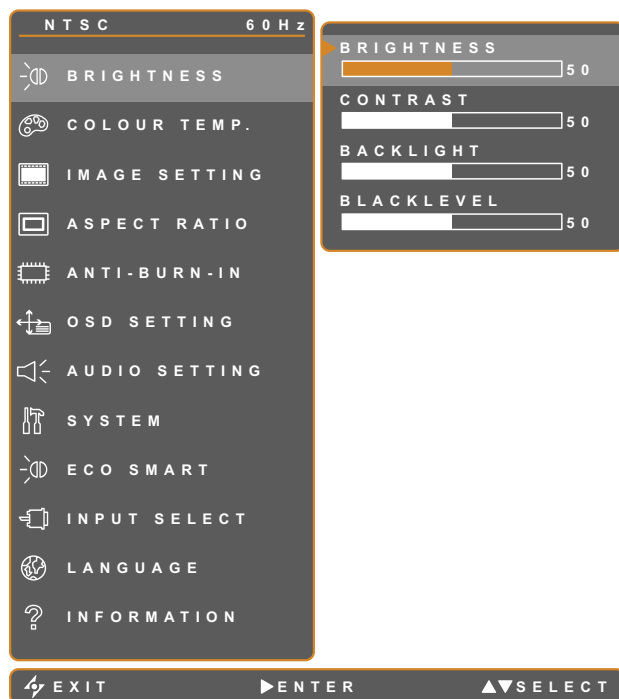 NTSC 60Hz
BRIGHTNESS
COLOUR TEMP.
IMAGE SETTING
ASPECT RATIO
ANTI-BURN-IN
OSD SETTING
AUDIO SETTING
SYSTEM
ECO SMART
INPUT SELECT
LANGUAGE
INFORMATION
BRIGHTNESS
50
CONTRAST
50
BACKLIGHT
50
BLACKLEVEL
50
EXIT ENTER SELECT